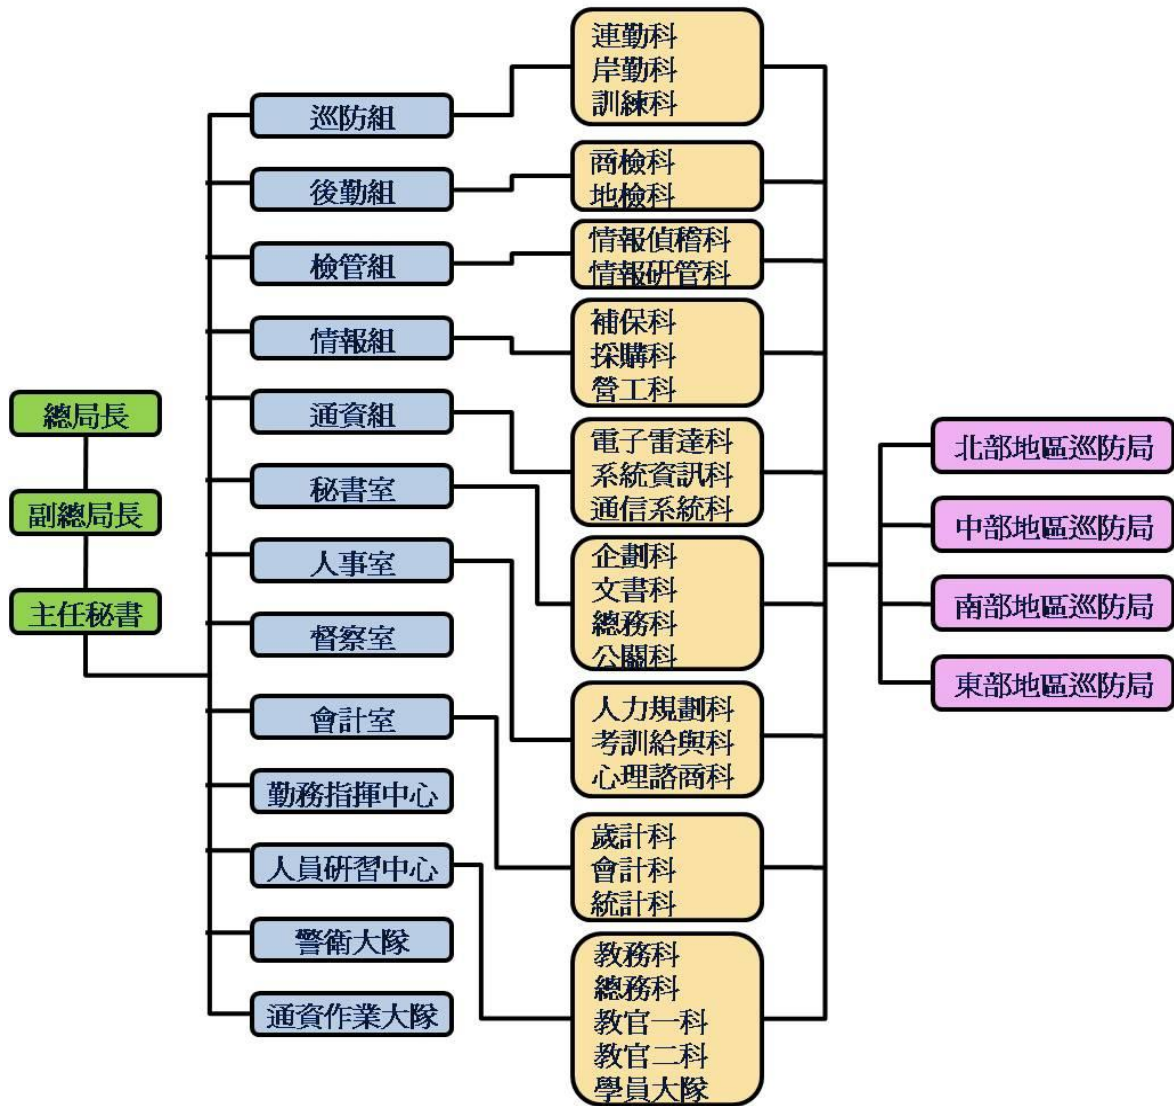 總局長
副總局長
主任秘書
巡防組
後勤組
檢管組
情報組
通資組
秘書室
人事室
督察室
會計室
勤務指揮中心
人員研習中心
警衛大隊
通資作業大隊
連勤科
岸勤科
訓練科
商檢科
地檢科
情報偵稽科
情報研管科
補保科
採購科
營工科
電子雷達科
系統資訊科
通信系統科
企劃科
文書科
總務科
公關科
人力規劃科
考訓給與科
心理諮商科
歲計科
會計科
統計科
教務科
總務科
教官一科
教官二科
學員大隊
北部地區巡防局
中部地區巡防局
南部地區巡防局
東部地區巡防局